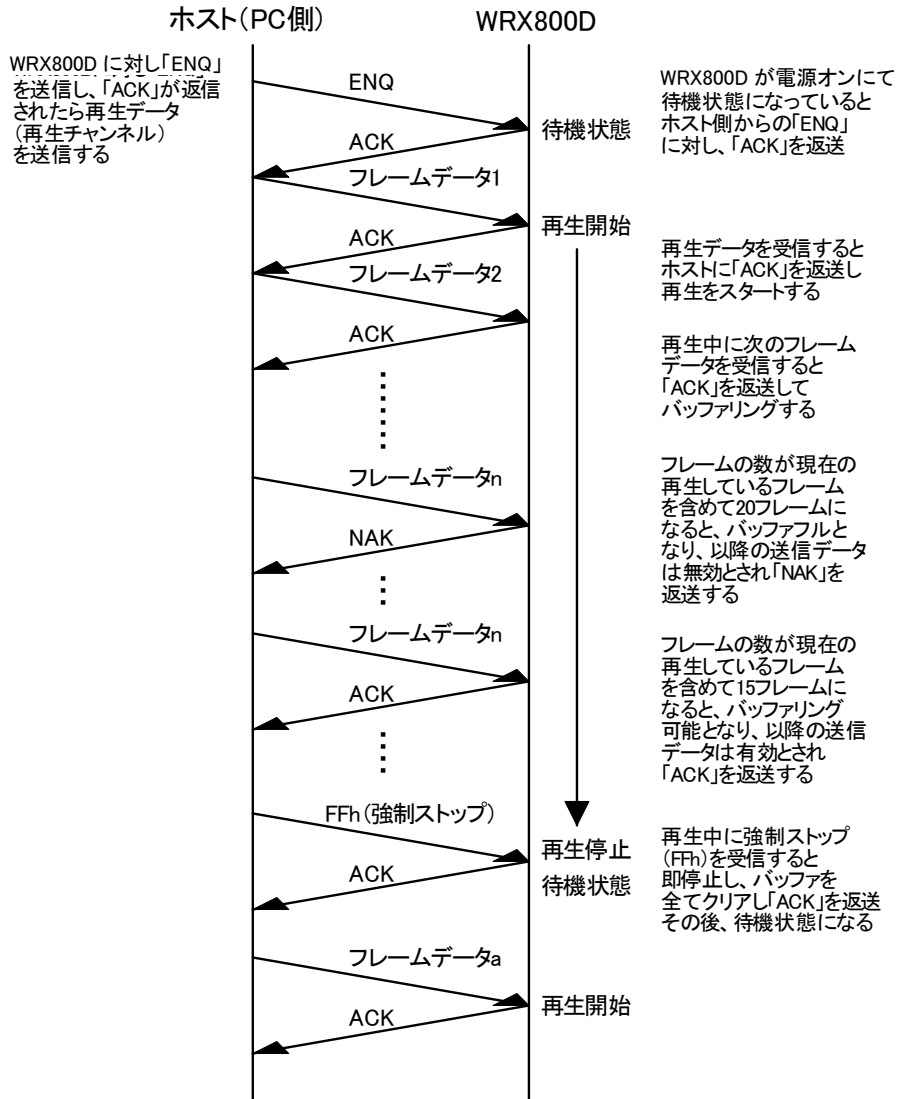 ホスト(PC側)
WRX800D
WRX800D に対し「ENQ」
を送信し、「ACK」が返信
されたら再生データ
(再生チャンネル)
を送信する
ENQ
WRX800D が電源オンにて
待機状態になっていると
ホスト側からの「ENQ」
に対し、「ACK」を返送
待機状態
ACK
フレームデータ1
再生開始
ACK
再生データを受信すると
ホストに「ACK」を返送し
再生をスタートする
フレームデータ2
ACK
再生中に次のフレーム
データを受信すると
「ACK」を返送して
バッファリングする
フレームデータn
NAK
フレームの数が現在の
再生しているフレーム
を含めて20フレームに
なると、バッファフルと
なり、以降の送信データ
は無効とされ「NAK」を
返送する
フレームデータn
ACK
フレームの数が現在の
再生しているフレーム
を含めて15フレームに
なると、バッファリング
可能となり、以降の送信
データは有効とされ
「ACK」を返送する
FFh(強制ストップ)
再生停止
ACK
待機状態
再生中に強制ストップ
(FFh)を受信すると
即停止し、バッファを
全てクリアし「ACK」を返送
その後、待機状態になる
フレームデータa
再生開始
ACK